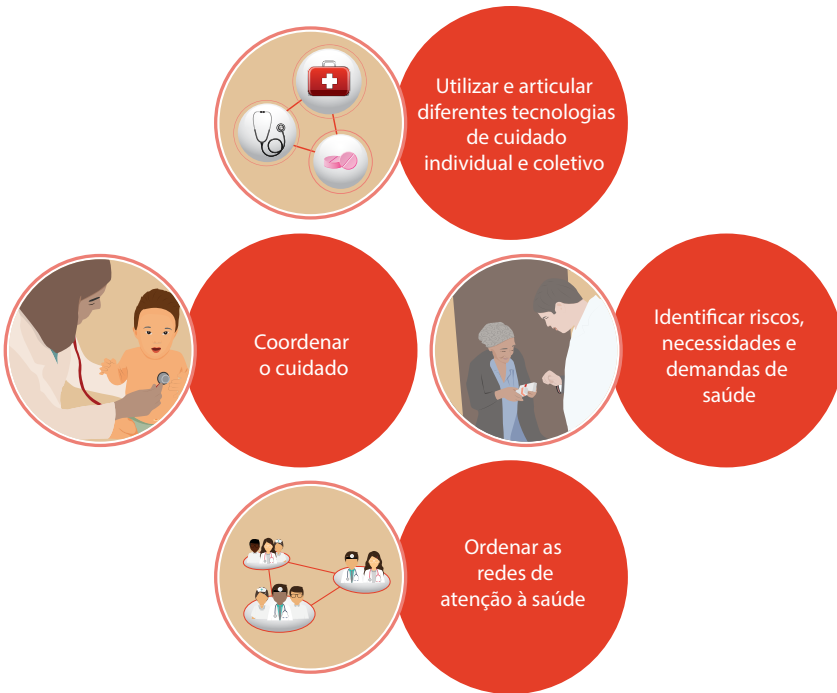 Utilizar e articular
diferentes tecnologias
de cuidado
individual e coletivo
Coordenar
o cuidado
Identificar riscos,
necessidades e
demandas de
saúde
Ordenar as
redes de
atenção à saúde